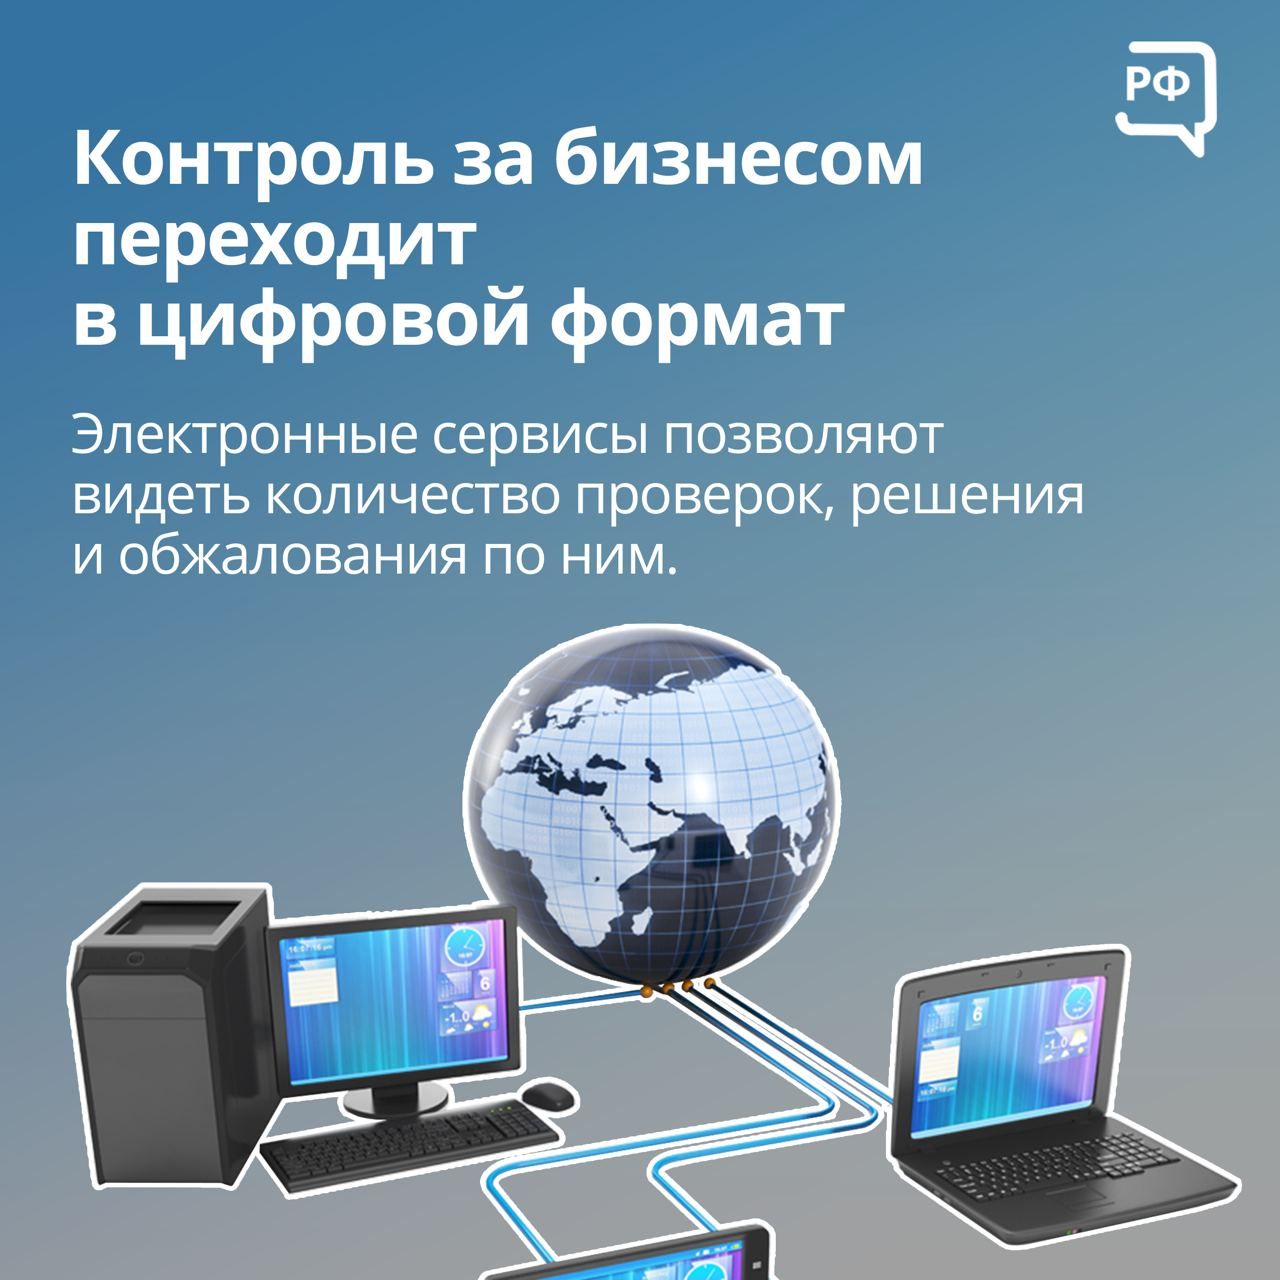 РФ
Контроль за бизнесом
переходит
в цифровой формат
Электронные сервисы позволяют
видеть количество проверок, решения
и обжалования по ним.